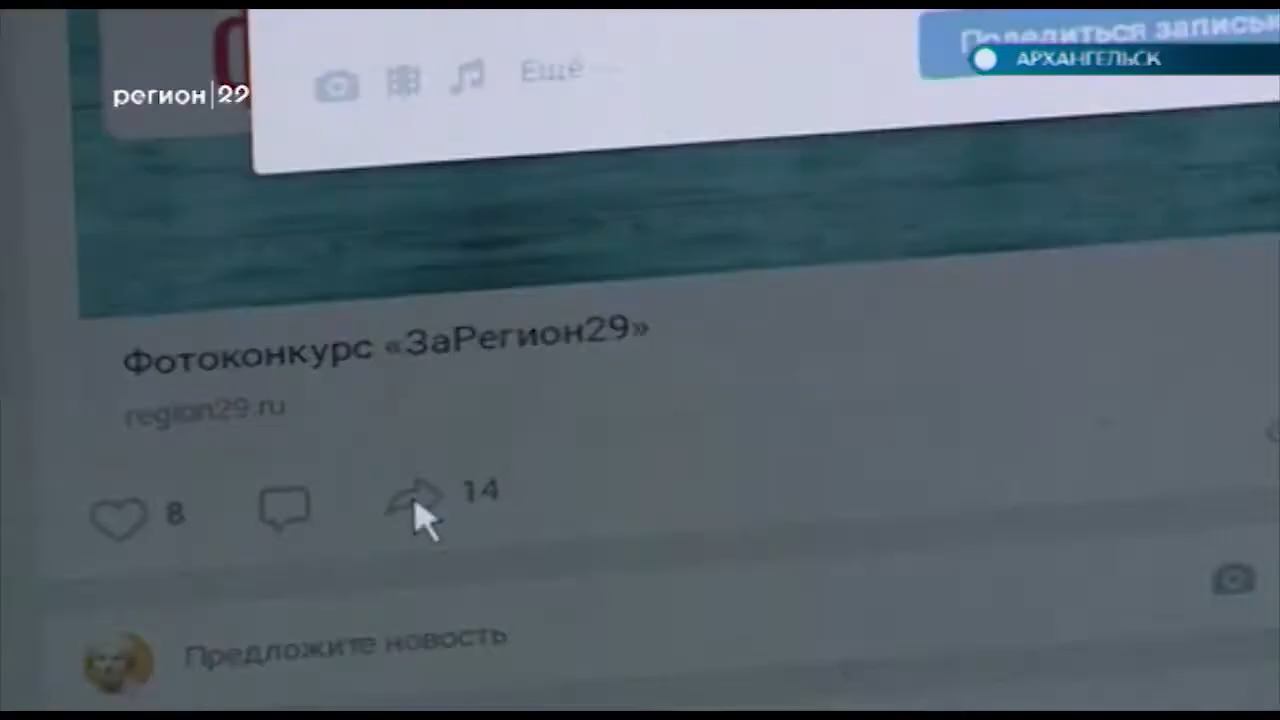 Поделиться записью
АРХАНГЕЛЬСК
Ещё
регион|29
Фотоконкурс «ЗаРегион29»
region29.ru
8
14
Предложите новость